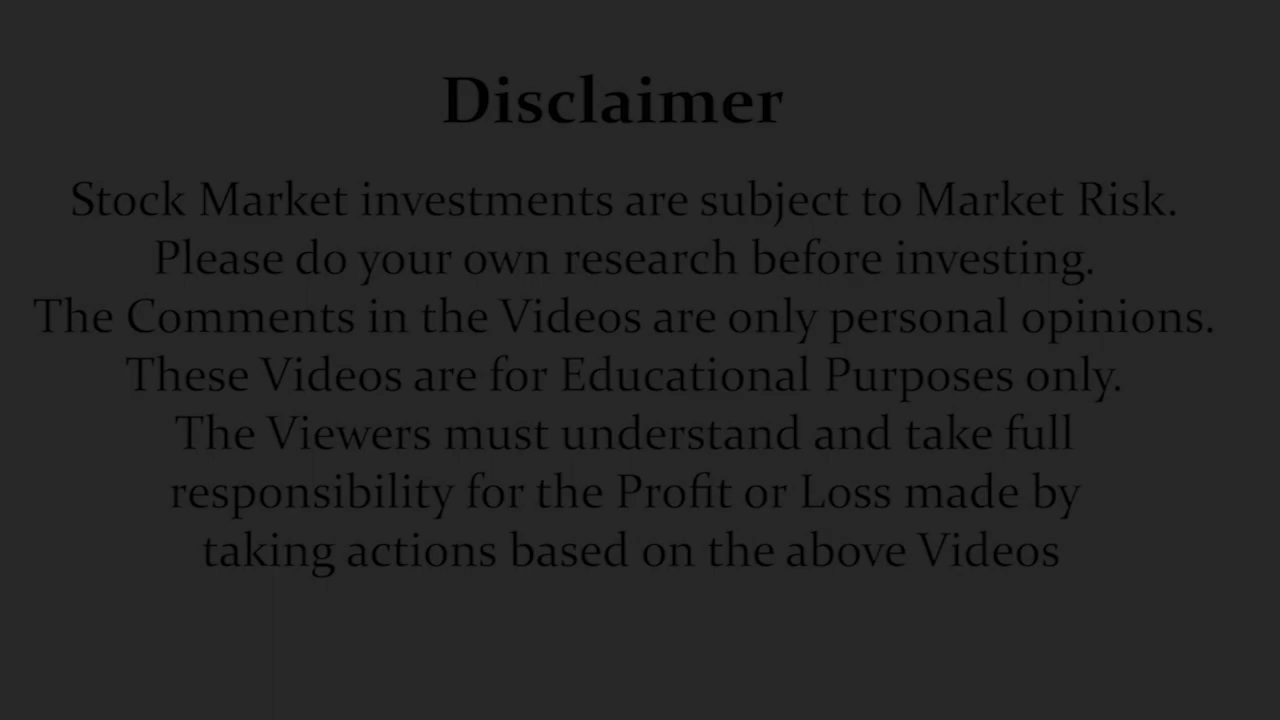 Disclaimer
Stock Market investments are subject to Market Risk.
Please do your own research before investing.
The Comments in the Videos are only personal opinions.
These Videos are for Educational Purposes only.
The Viewers must understand and take full
responsibility for the Profit or Loss made by
taking actions based on the above Videos